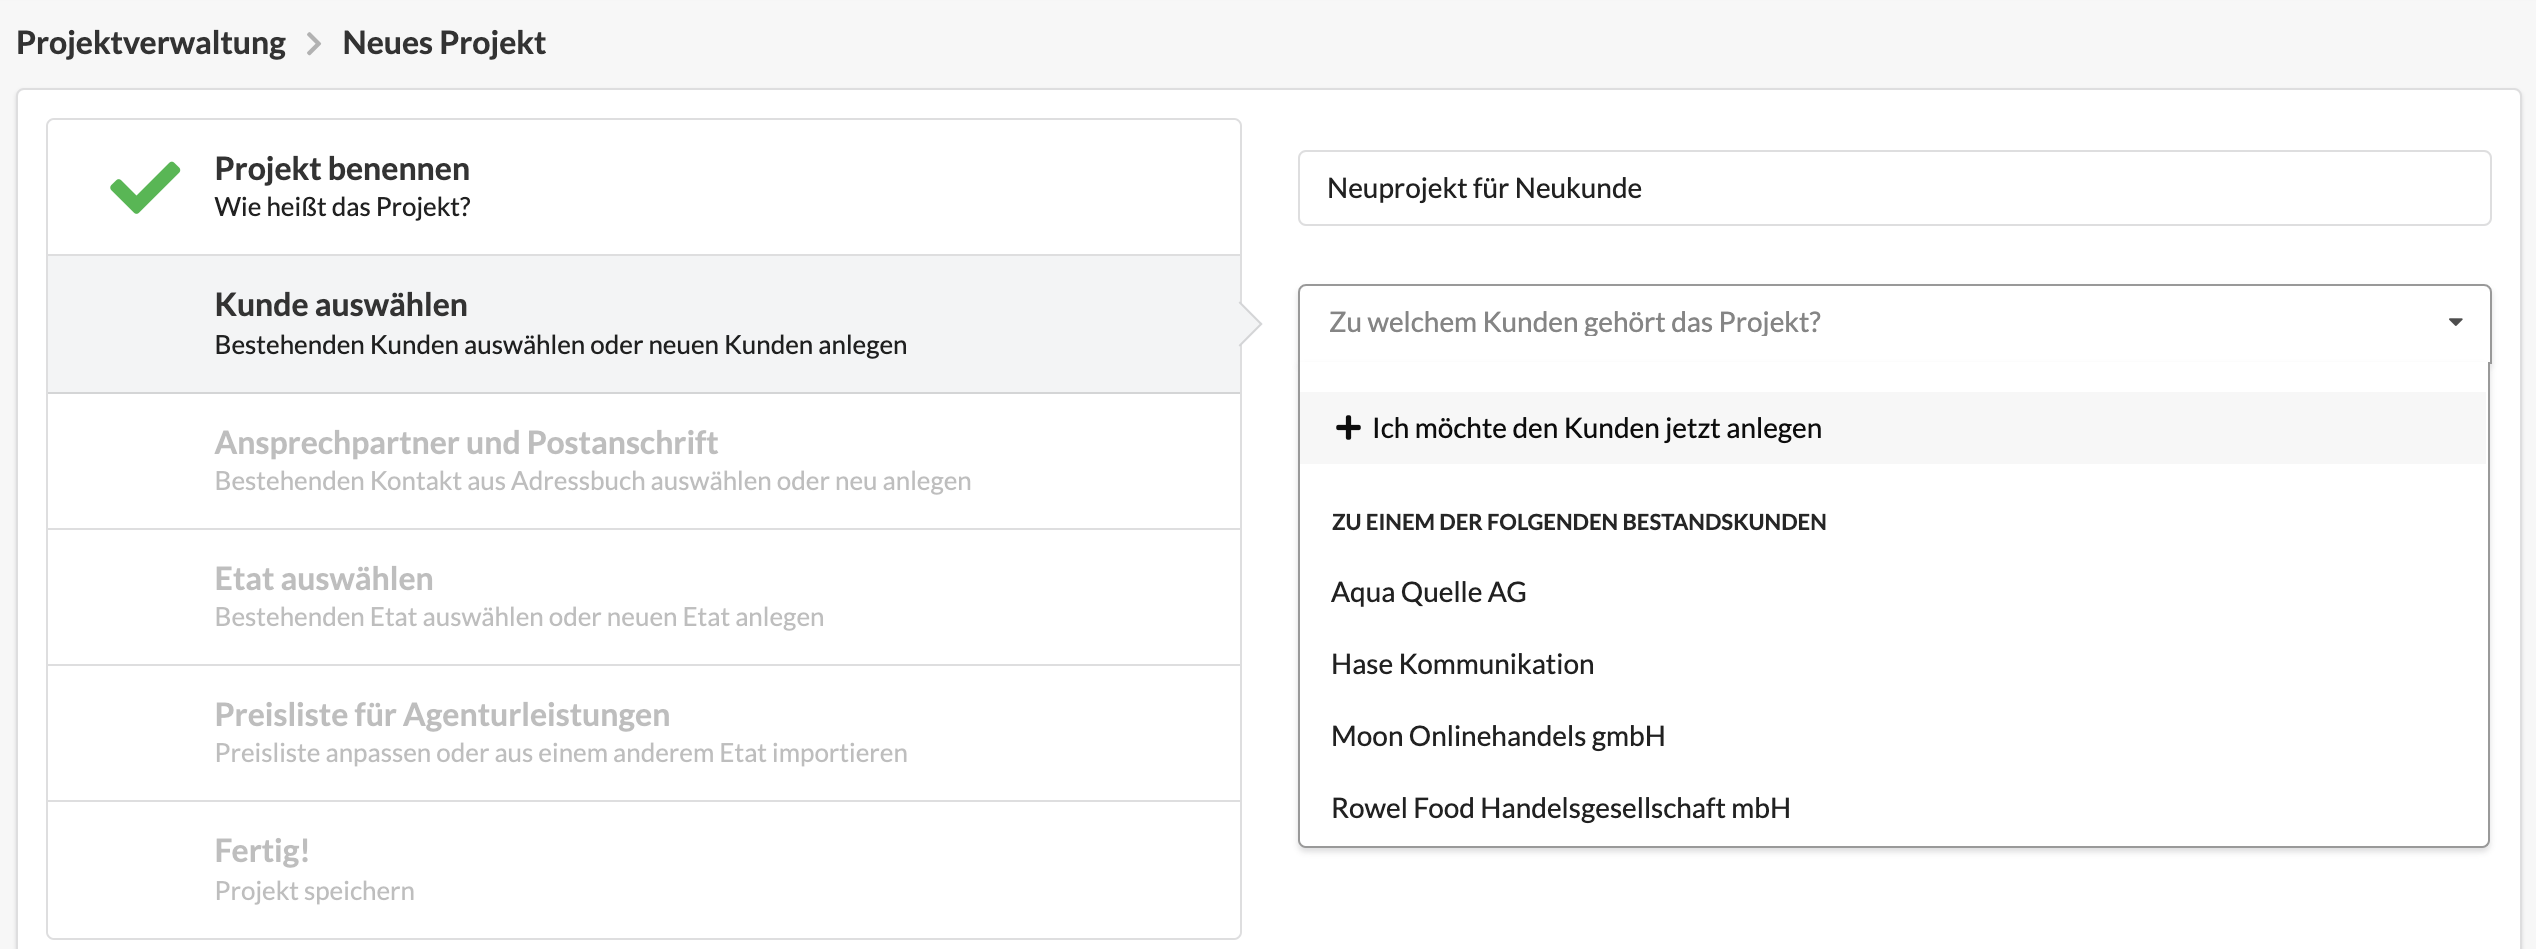 Projektverwaltung > Neues Projekt
Projekt benennen
Wie heißt das Projekt?
Kunde auswählen
Bestehenden Kunden auswählen oder neuen Kunden anlegen
Ansprechpartner und Postanschrift
Bestehenden Kontakt aus Adressbuch auswählen oder neu anlegen
Etat auswählen
Bestehenden Etat auswählen oder neuen Etat anlegen
Preisliste für Agenturleistungen
Preisliste anpassen oder aus einem anderem Etat importieren
Fertig!
Projekt speichern
Neuprojekt für Neukunde
Zu welchem Kunden gehört das Projekt?
Ich möchte den Kunden jetzt anlegen
ZU EINEM DER FOLGENDEN BESTANDSKUNDEN
Aqua Quelle AG
Hase Kommunikation
Moon Onlinehandels gmbH
Rowel Food Handelsgesellschaft mbH